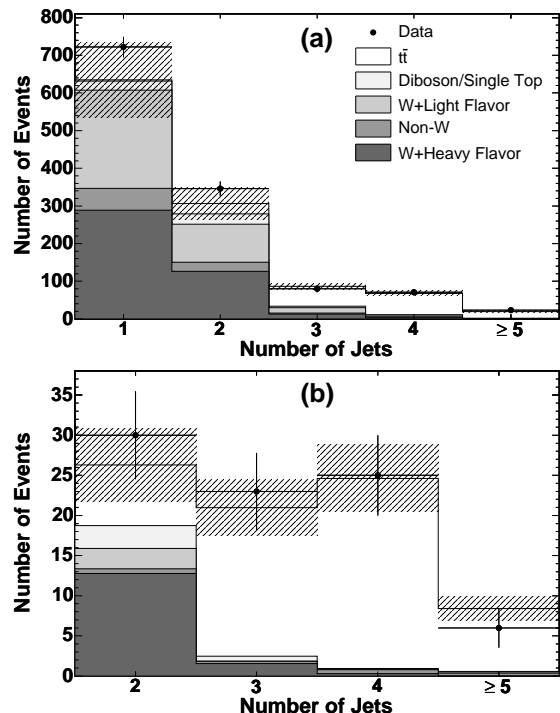 (a)
Data
tt̄
Diboson/Single Top
W+Light Flavor
Non-W
W+Heavy Flavor
Number of Events
800
700
600
500
400
300
200
100
0
1 2 3 4 ≥ 5
Number of Jets
(b)
Number of Events
35
30
25
20
15
10
5
0
2 3 4 ≥ 5
Number of Jets